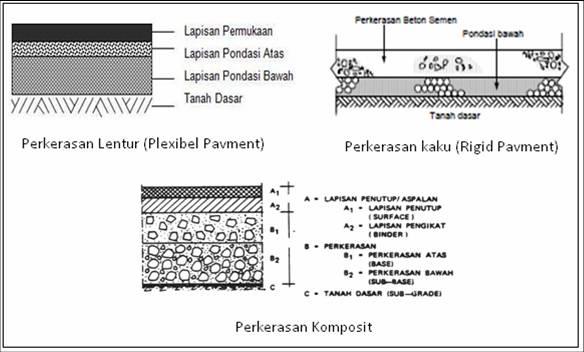 Lapisan Permukaan
Lapisan Pondasi Atas
Lapisan Pondasi Bawah
Tanah Dasar
Perkerasan Lentur (Plexibel Pavment)
Perkerasan Beton Semen
Pondasi bawah
Tanah dasar
Perkerasan kaku (Rigid Pavment)
A1
A2
B1
B2
C
A = LAPISAN PENUTUP/ASPALAN
A1 = LAPISAN PENUTUP
(SURFACE)
A2 = LAPISAN PENGIKAT
(BINDER)
B = PERKERASAN
B1 = PERKERASAN ATAS
(BASE)
B2 = PERKERASAN BAWAH
(SUB-BASE)
C = TANAH DASAR (SUB-GRADE)
Perkerasan Komposit